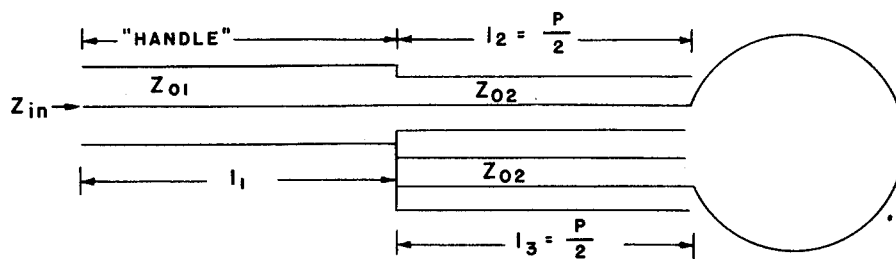 "HANDLE"
l2 = P/2
Z01
Z02
Zin
l1
Z02
l3 = P/2